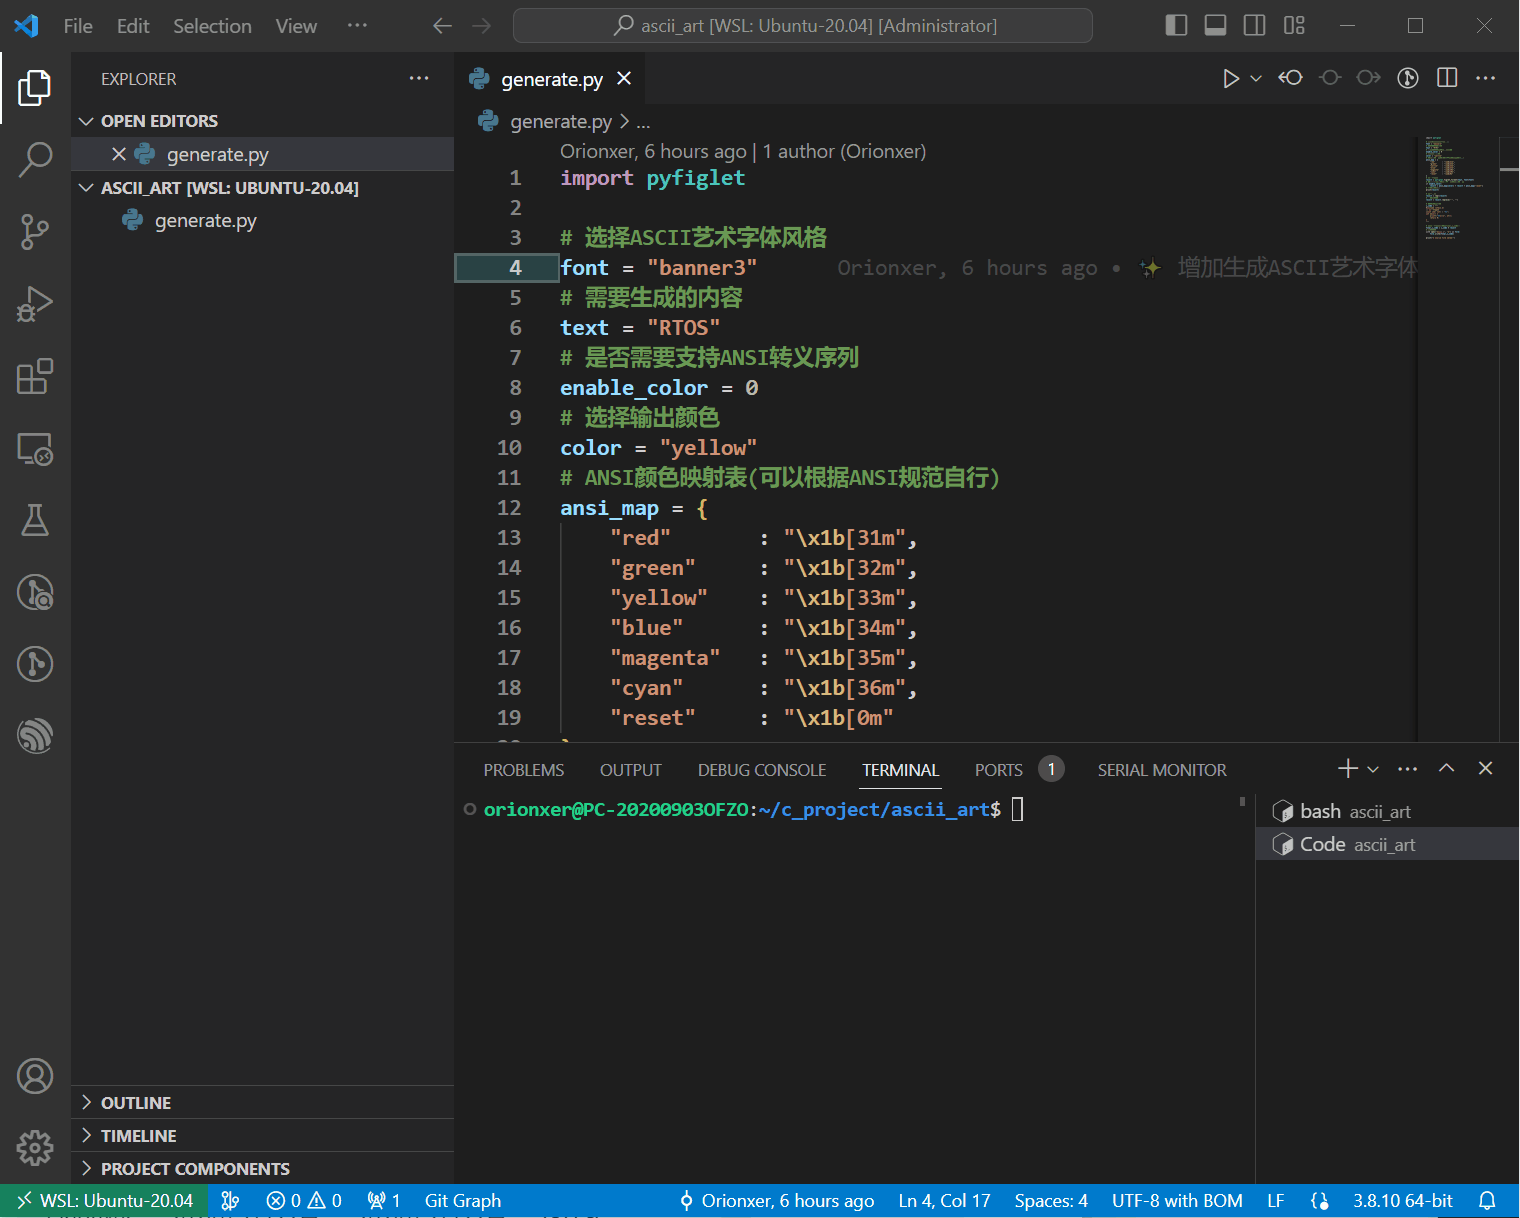 File Edit Selection View ···
ascii_art [WSL: Ubuntu-20.04] [Administrator]
EXPLORER
OPEN EDITORS
generate.py
ASCII_ART [WSL: UBUNTU-20.04]
generate.py
OUTLINE
TIMELINE
PROJECT COMPONENTS
generate.py
generate.py > ...
Orionxer, 6 hours ago | 1 author (Orionxer)
1 import pyfiglet
2
3 # 选择ASCII艺术字体风格
4 font = "banner3" Orionxer, 6 hours ago • ✨ 增加生成ASCII艺术字体
5 # 需要生成的内容
6 text = "RTOS"
7 # 是否需要支持ANSI转义序列
8 enable_color = 0
9 # 选择输出颜色
10 color = "yellow"
11 # ANSI颜色映射表(可以根据ANSI规范自行)
12 ansi_map = {
13 "red" : "\x1b[31m",
14 "green" : "\x1b[32m",
15 "yellow" : "\x1b[33m",
16 "blue" : "\x1b[34m",
17 "magenta" : "\x1b[35m",
18 "cyan" : "\x1b[36m",
19 "reset" : "\x1b[0m"
PROBLEMS OUTPUT DEBUG CONSOLE TERMINAL PORTS 1 SERIAL MONITOR
orionxer@PC-20200903OFZO:~/c_project/ascii_art$
bash ascii_art
Code ascii_art
WSL: Ubuntu-20.04 0 0 1 Git Graph Orionxer, 6 hours ago Ln 4, Col 17 Spaces: 4 UTF-8 with BOM LF 3.8.10 64-bit